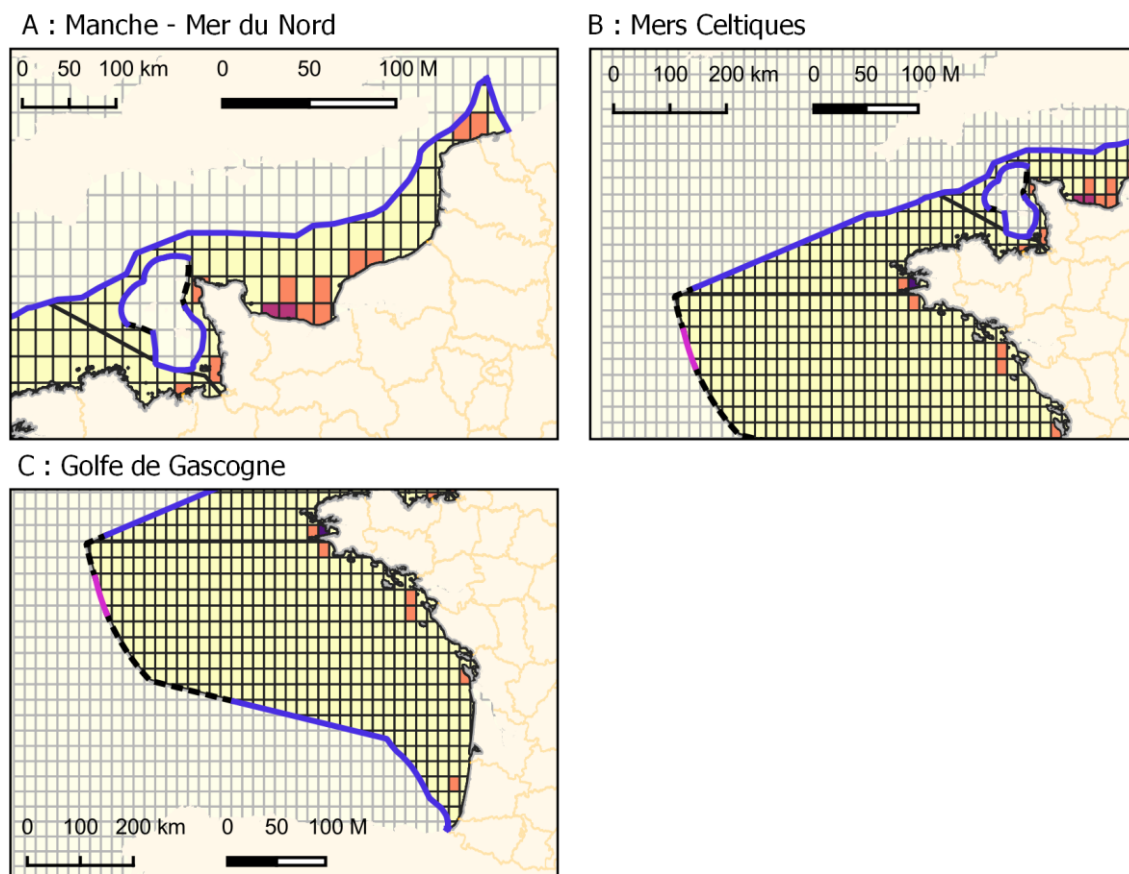 A : Manche - Mer du Nord
0 50 100 km 0 50 100 M
B : Mers Celtiques
0 100 200 km 0 50 100 M
C : Golfe de Gascogne
0 100 200 km 0 50 100 M